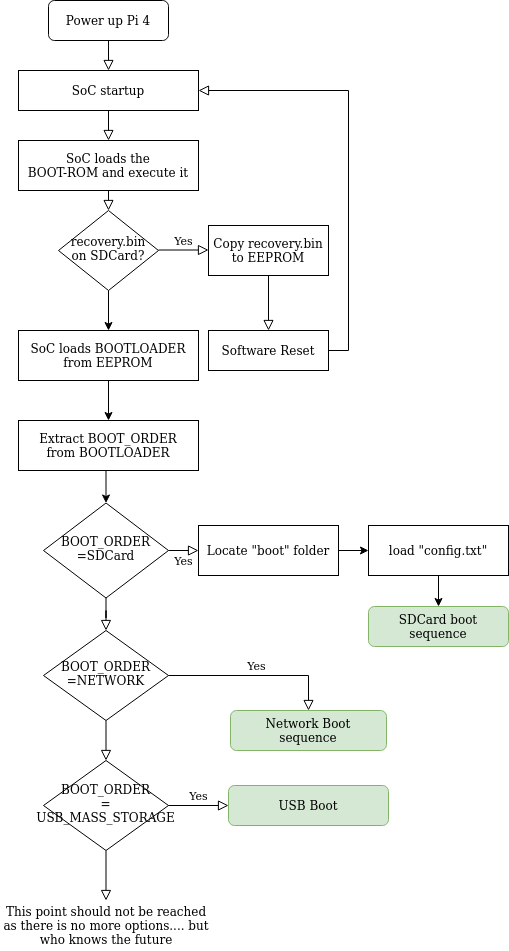 Power up Pi 4
SoC startup
SoC loads the
BOOT-ROM and execute it
recovery.bin
on SDCard?
Yes
Copy recovery.bin
to EEPROM
SoC loads BOOTLOADER
from EEPROM
Software Reset
Extract BOOT_ORDER
from BOOTLOADER
BOOT_ORDER
=SDCard
Yes
Locate "boot" folder
load "config.txt"
SDCard boot
sequence
BOOT_ORDER
=NETWORK
Yes
Network Boot
sequence
BOOT_ORDER
=
USB_MASS_STORAGE
Yes
USB Boot
This point should not be reached
as there is no more options.... but
who knows the future